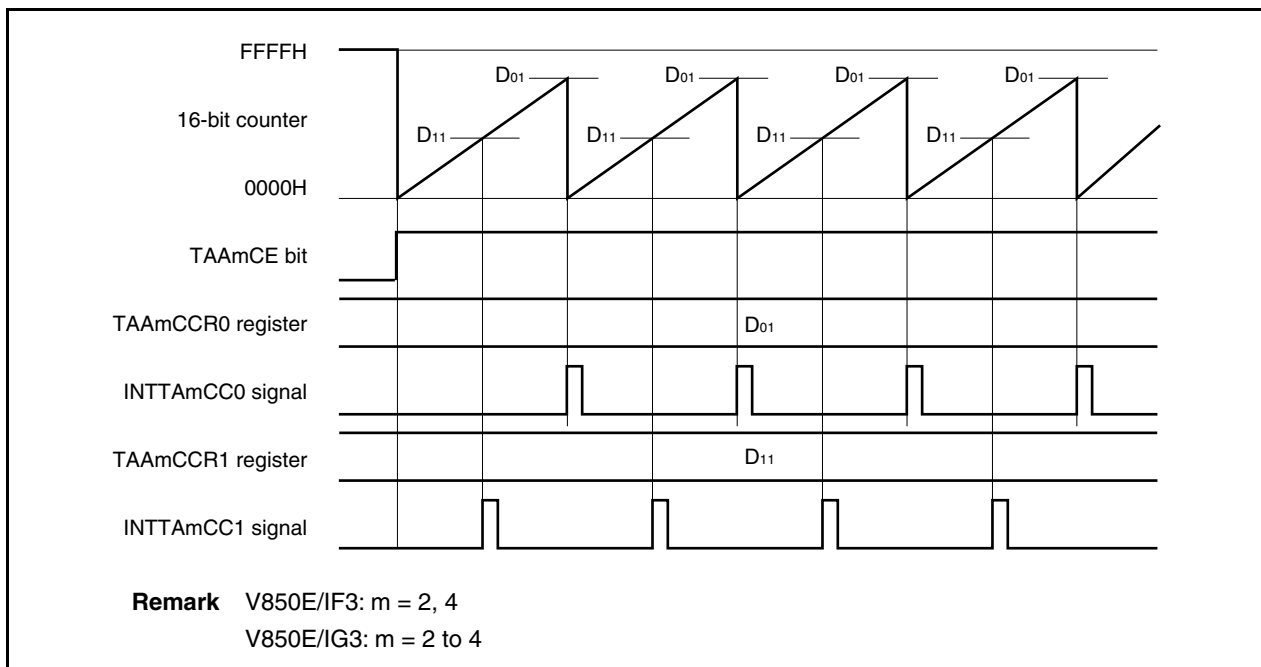 FFFFH
D01 D01 D01 D01
16-bit counter
D11 D11 D11 D11
0000H
TAAmCE bit
TAAmCCR0 register D01
INTTAmCC0 signal
TAAmCCR1 register D11
INTTAmCC1 signal
Remark V850E/IF3: m = 2, 4
V850E/IG3: m = 2 to 4